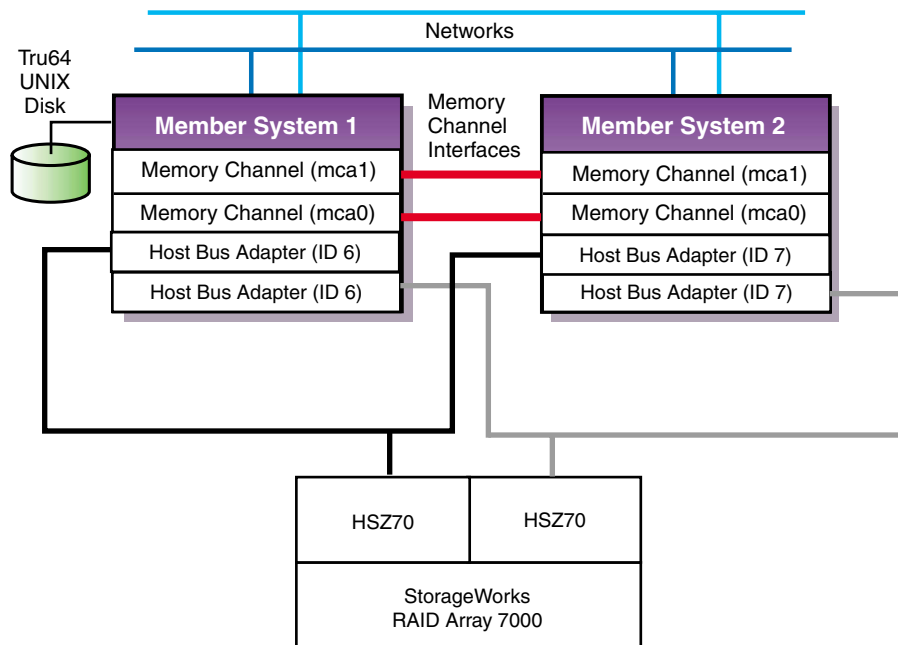 Networks
Tru64
UNIX
Disk
Memory
Channel
Interfaces
Member System 1
Memory Channel (mca1)
Memory Channel (mca0)
Host Bus Adapter (ID 6)
Host Bus Adapter (ID 6)
Member System 2
Memory Channel (mca1)
Memory Channel (mca0)
Host Bus Adapter (ID 7)
Host Bus Adapter (ID 7)
HSZ70
HSZ70
StorageWorks
RAID Array 7000